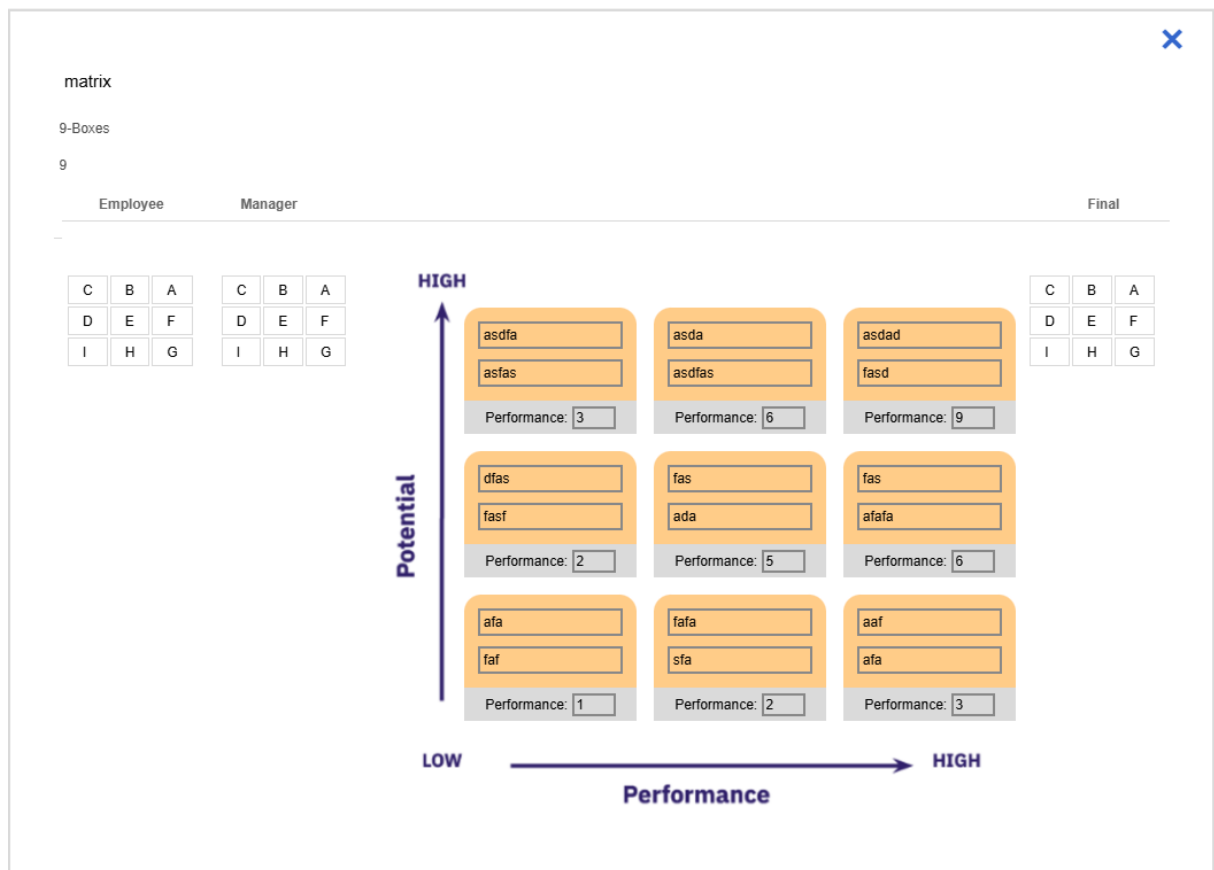 matrix
9-Boxes
9
Employee Manager Final
HIGH
C B A C B A C B A
D E F D E F D E F
I H G I H G I H G
asdfa asda asdad
asfas asdfas fasd
Performance: 3 Performance: 6 Performance: 9
dfas fas fas
fasf ada afafa
Performance: 2 Performance: 5 Performance: 6
Potential
afa fafa aaf
faf sfa afa
Performance: 1 Performance: 2 Performance: 3
LOW HIGH
Performance